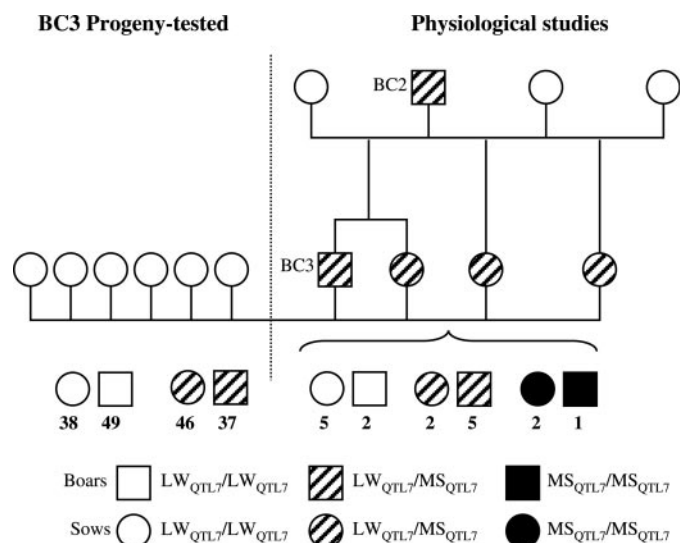 BC3 Progeny-tested Physiological studies
BC2
BC3
38 49 46 37 5 2 2 5 2 1
Boars LW_QTL7/LW_QTL7 LW_QTL7/MS_QTL7 MS_QTL7/MS_QTL7
Sows LW_QTL7/LW_QTL7 LW_QTL7/MS_QTL7 MS_QTL7/MS_QTL7